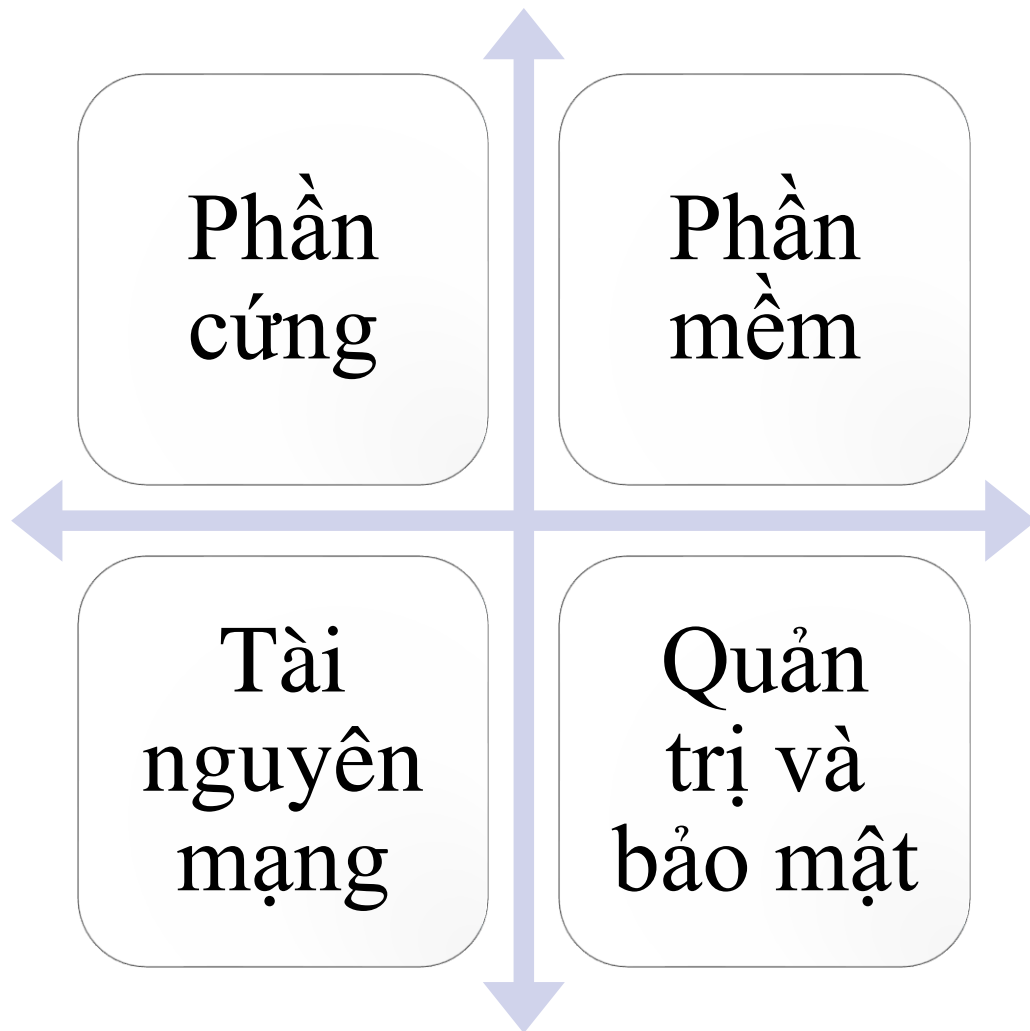 Phần
cứng
Phần
mềm
Tài
nguyên
mạng
Quản
trị và
bảo mật